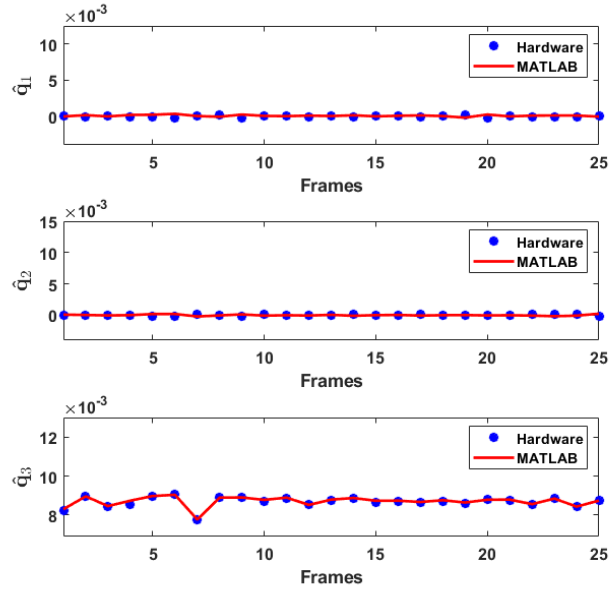 ×10-3
10
5
0
q̂1
Hardware
MATLAB
5 10 15 20 25
Frames
×10-3
15
10
5
0
q̂2
Hardware
MATLAB
5 10 15 20 25
Frames
×10-3
12
10
8
q̂3
Hardware
MATLAB
5 10 15 20 25
Frames